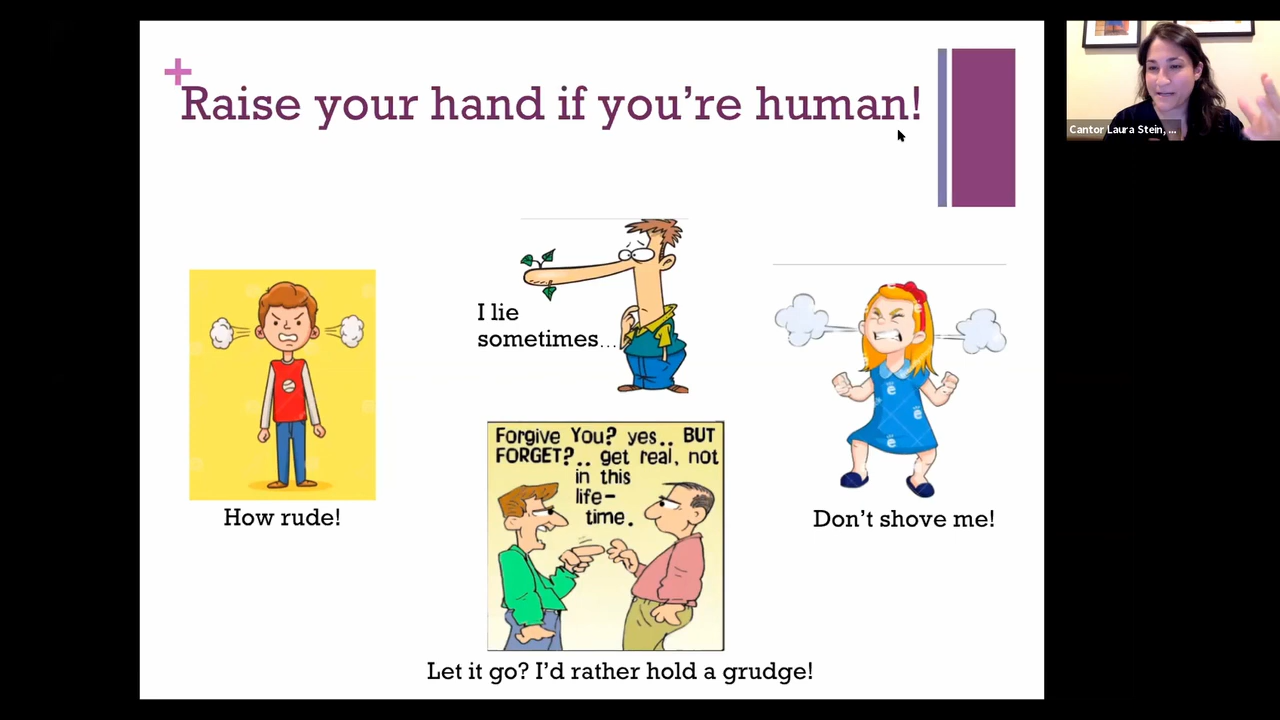 +
Raise your hand if you're human!
I lie
sometimes...
How rude!
Forgive You? yes.. BUT
FORGET?.. get real, not
in this
life-
time.
Don't shove me!
Let it go? I'd rather hold a grudge!
Cantor Laura Stein, ...